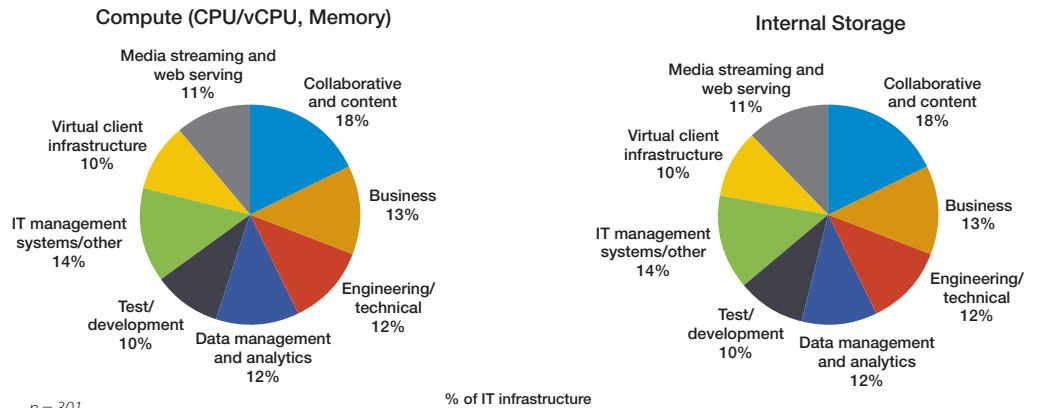 Compute (CPU/vCPU, Memory)
Media streaming and
web serving
11%
Collaborative
and content
18%
Virtual client
infrastructure
10%
Business
13%
IT management
systems/other
14%
Engineering/
technical
12%
Test/
development
10%
Data management
and analytics
12%
Internal Storage
Media streaming and
web serving
11%
Collaborative
and content
18%
Virtual client
infrastructure
10%
Business
13%
IT management
systems/other
14%
Engineering/
technical
12%
Test/
development
10%
Data management
and analytics
12%
n = 301
% of IT infrastructure